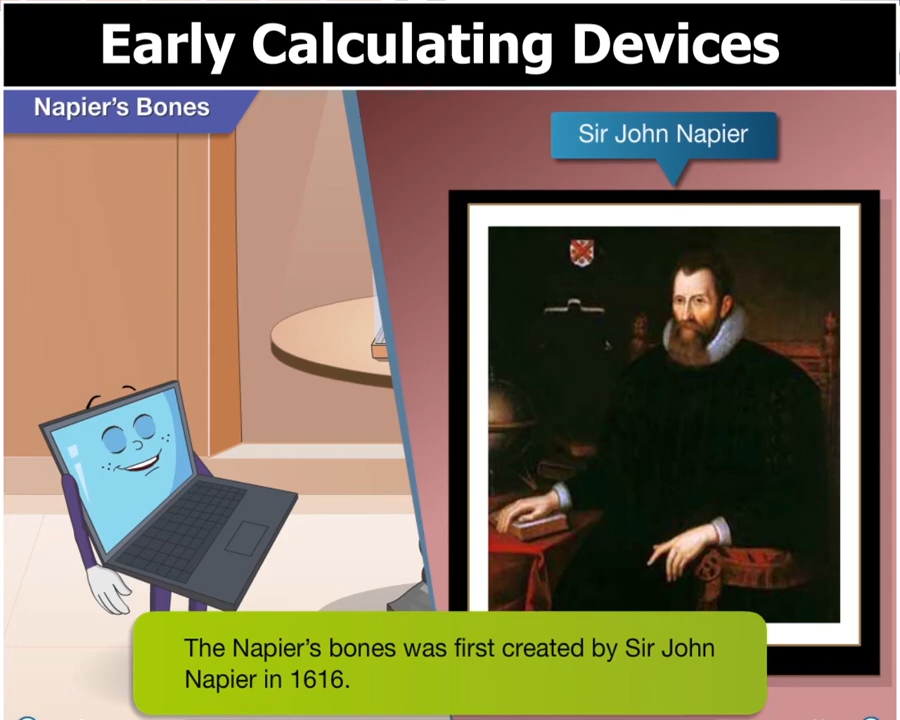 Early Calculating Devices
Napier's Bones
Sir John Napier
The Napier's bones was first created by Sir John
Napier in 1616.